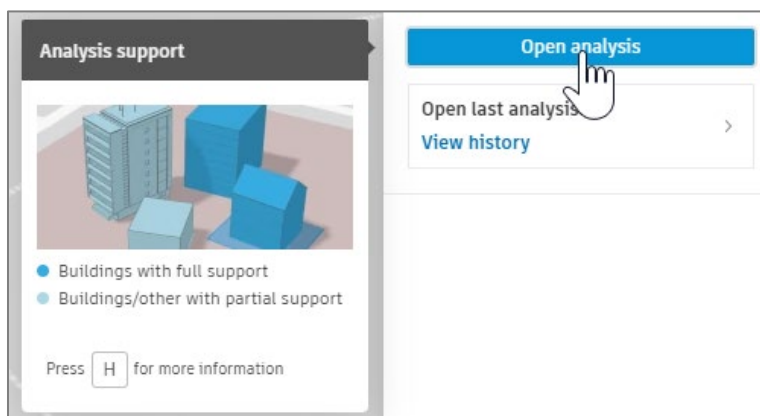 Analysis support
Buildings with full support
Buildings/other with partial support
Press H for more information
Open analysis
Open last analysis
View history